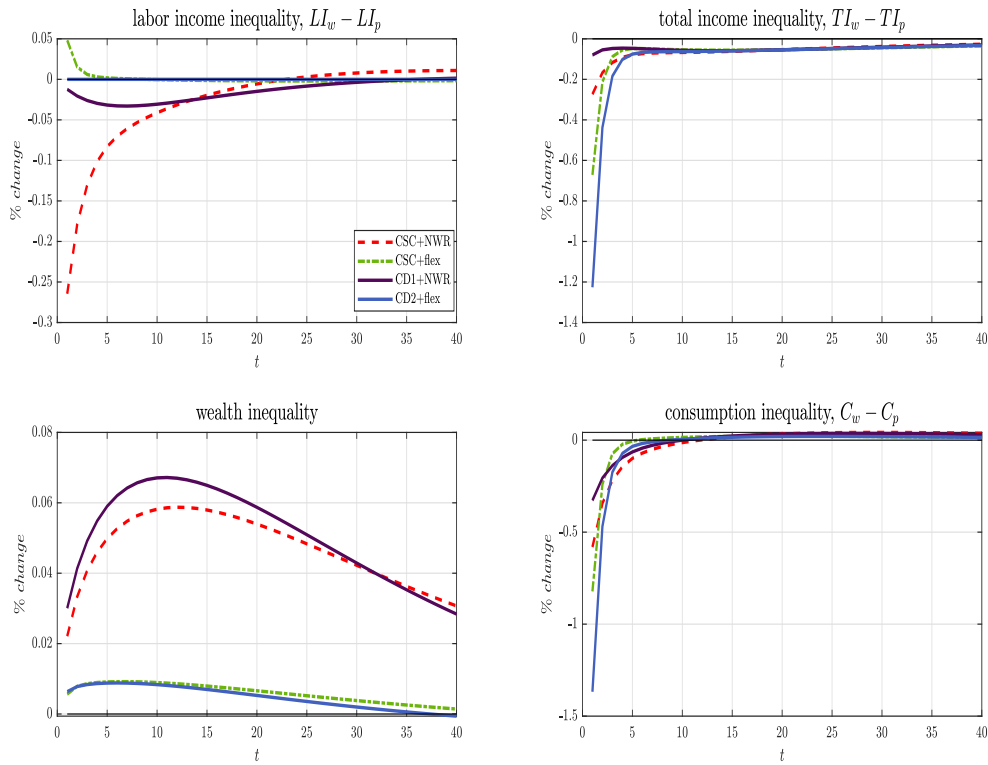 labor income inequality, LI_w − LI_p
0.05
0
-0.05
-0.1
-0.15
-0.2
-0.25
-0.3
% change
0 5 10 15 20 25 30 35 40
t
CSC+NWR
CSC+flex
CD1+NWR
CD2+flex
total income inequality, TI_w − TI_p
0
-0.2
-0.4
-0.6
-0.8
-1
-1.2
-1.4
% change
0 5 10 15 20 25 30 35 40
t
wealth inequality
0.08
0.06
0.04
0.02
0
% change
0 5 10 15 20 25 30 35 40
t
consumption inequality, C_w − C_p
0
-0.5
-1
-1.5
% change
0 5 10 15 20 25 30 35 40
t